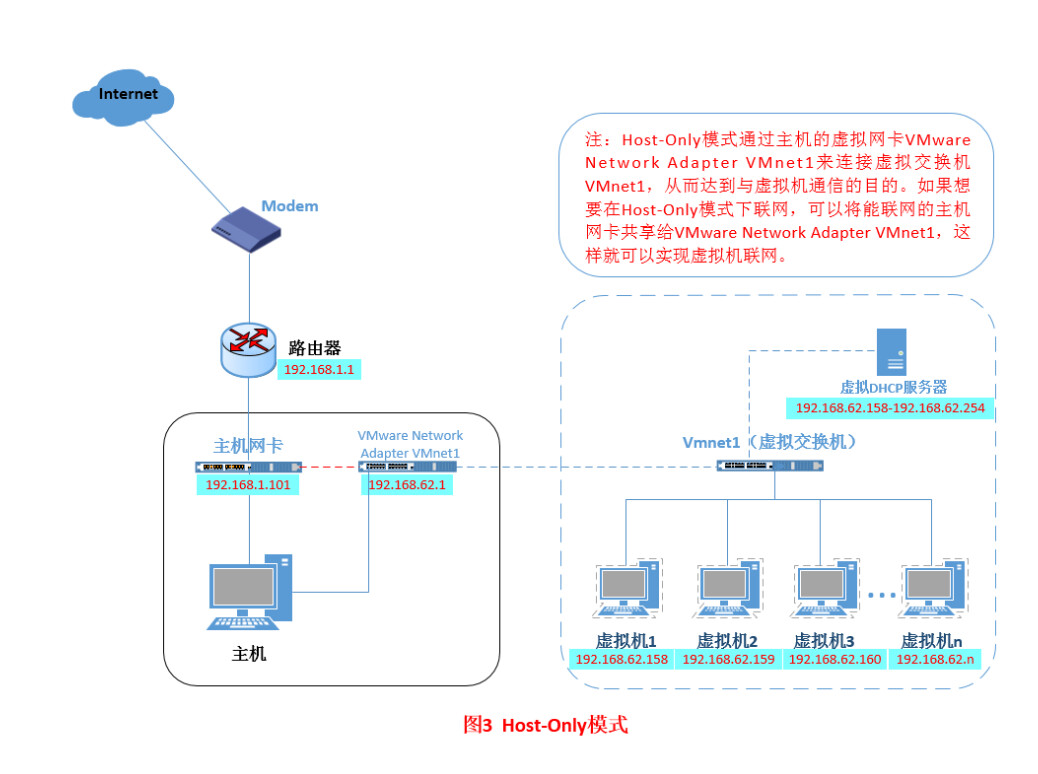 Internet
注：Host-Only模式通过主机的虚拟网卡VMware
Network Adapter VMnet1来连接虚拟交换机
VMnet1，从而达到与虚拟机通信的目的。如果想
要在Host-Only模式下联网，可以将能联网的主机
网卡共享给VMware Network Adapter VMnet1，这
样就可以实现虚拟机联网。
Modem
路由器
192.168.1.1
虚拟DHCP服务器
192.168.62.158-192.168.62.254
主机网卡
192.168.1.101
VMware Network
Adapter VMnet1
192.168.62.1
Vmnet1（虚拟交换机）
主机
虚拟机1
192.168.62.158
虚拟机2
192.168.62.159
虚拟机3
192.168.62.160
虚拟机n
192.168.62.n
图3 Host-Only模式